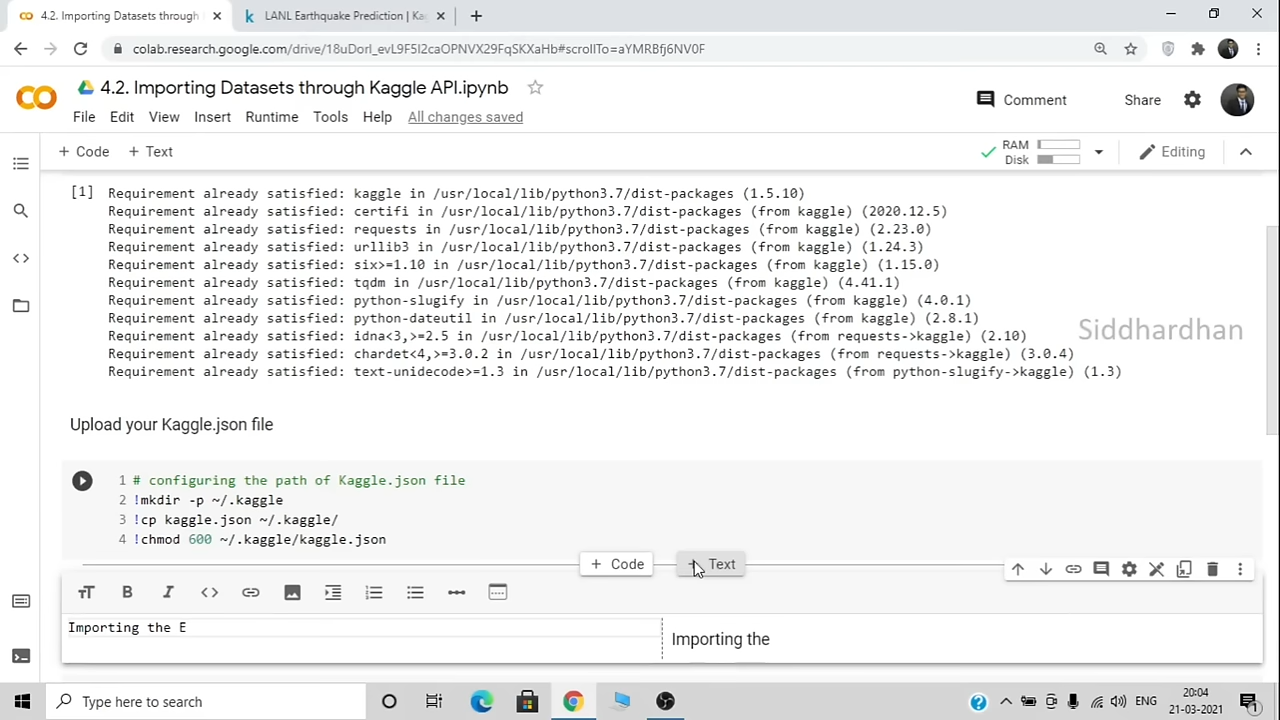 4.2. Importing Datasets through
LANL Earthquake Prediction | Ka
colab.research.google.com/drive/18uDorl_evL9F5I2caOPNVX29FqSKXaHb#scrollTo=aYMRBfj6NV0F
4.2. Importing Datasets through Kaggle API.ipynb
Comment
Share
File Edit View Insert Runtime Tools Help All changes saved
+ Code + Text
RAM
Disk
Editing
[1] Requirement already satisfied: kaggle in /usr/local/lib/python3.7/dist-packages (1.5.10)
Requirement already satisfied: certifi in /usr/local/lib/python3.7/dist-packages (from kaggle) (2020.12.5)
Requirement already satisfied: requests in /usr/local/lib/python3.7/dist-packages (from kaggle) (2.23.0)
Requirement already satisfied: urllib3 in /usr/local/lib/python3.7/dist-packages (from kaggle) (1.24.3)
Requirement already satisfied: six>=1.10 in /usr/local/lib/python3.7/dist-packages (from kaggle) (1.15.0)
Requirement already satisfied: tqdm in /usr/local/lib/python3.7/dist-packages (from kaggle) (4.41.1)
Requirement already satisfied: python-slugify in /usr/local/lib/python3.7/dist-packages (from kaggle) (4.0.1)
Requirement already satisfied: python-dateutil in /usr/local/lib/python3.7/dist-packages (from kaggle) (2.8.1)
Requirement already satisfied: idna<3,>=2.5 in /usr/local/lib/python3.7/dist-packages (from requests->kaggle) (2.10)
Requirement already satisfied: chardet<4,>=3.0.2 in /usr/local/lib/python3.7/dist-packages (from requests->kaggle) (3.0.4)
Requirement already satisfied: text-unidecode>=1.3 in /usr/local/lib/python3.7/dist-packages (from python-slugify->kaggle) (1.3)
Siddhardhan
Upload your Kaggle.json file
1 # configuring the path of Kaggle.json file
2 !mkdir -p ~/.kaggle
3 !cp kaggle.json ~/.kaggle/
4 !chmod 600 ~/.kaggle/kaggle.json
+ Code
Text
Importing the E
Importing the
Type here to search
ENG
20:04
21-03-2021